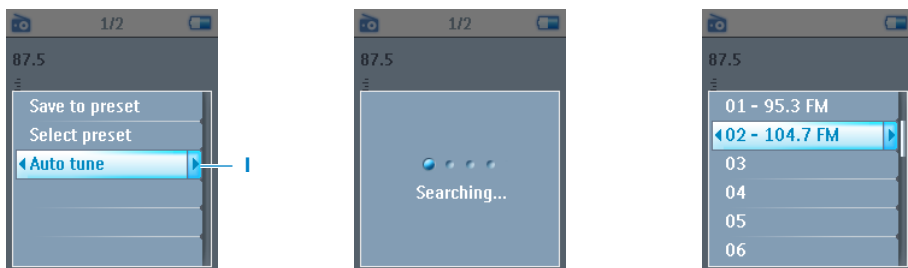 1/2
87.5
Save to preset
Select preset
Auto tune
I
1/2
87.5
Searching...
87.5
01 - 95.3 FM
02 - 104.7 FM
03
04
05
06